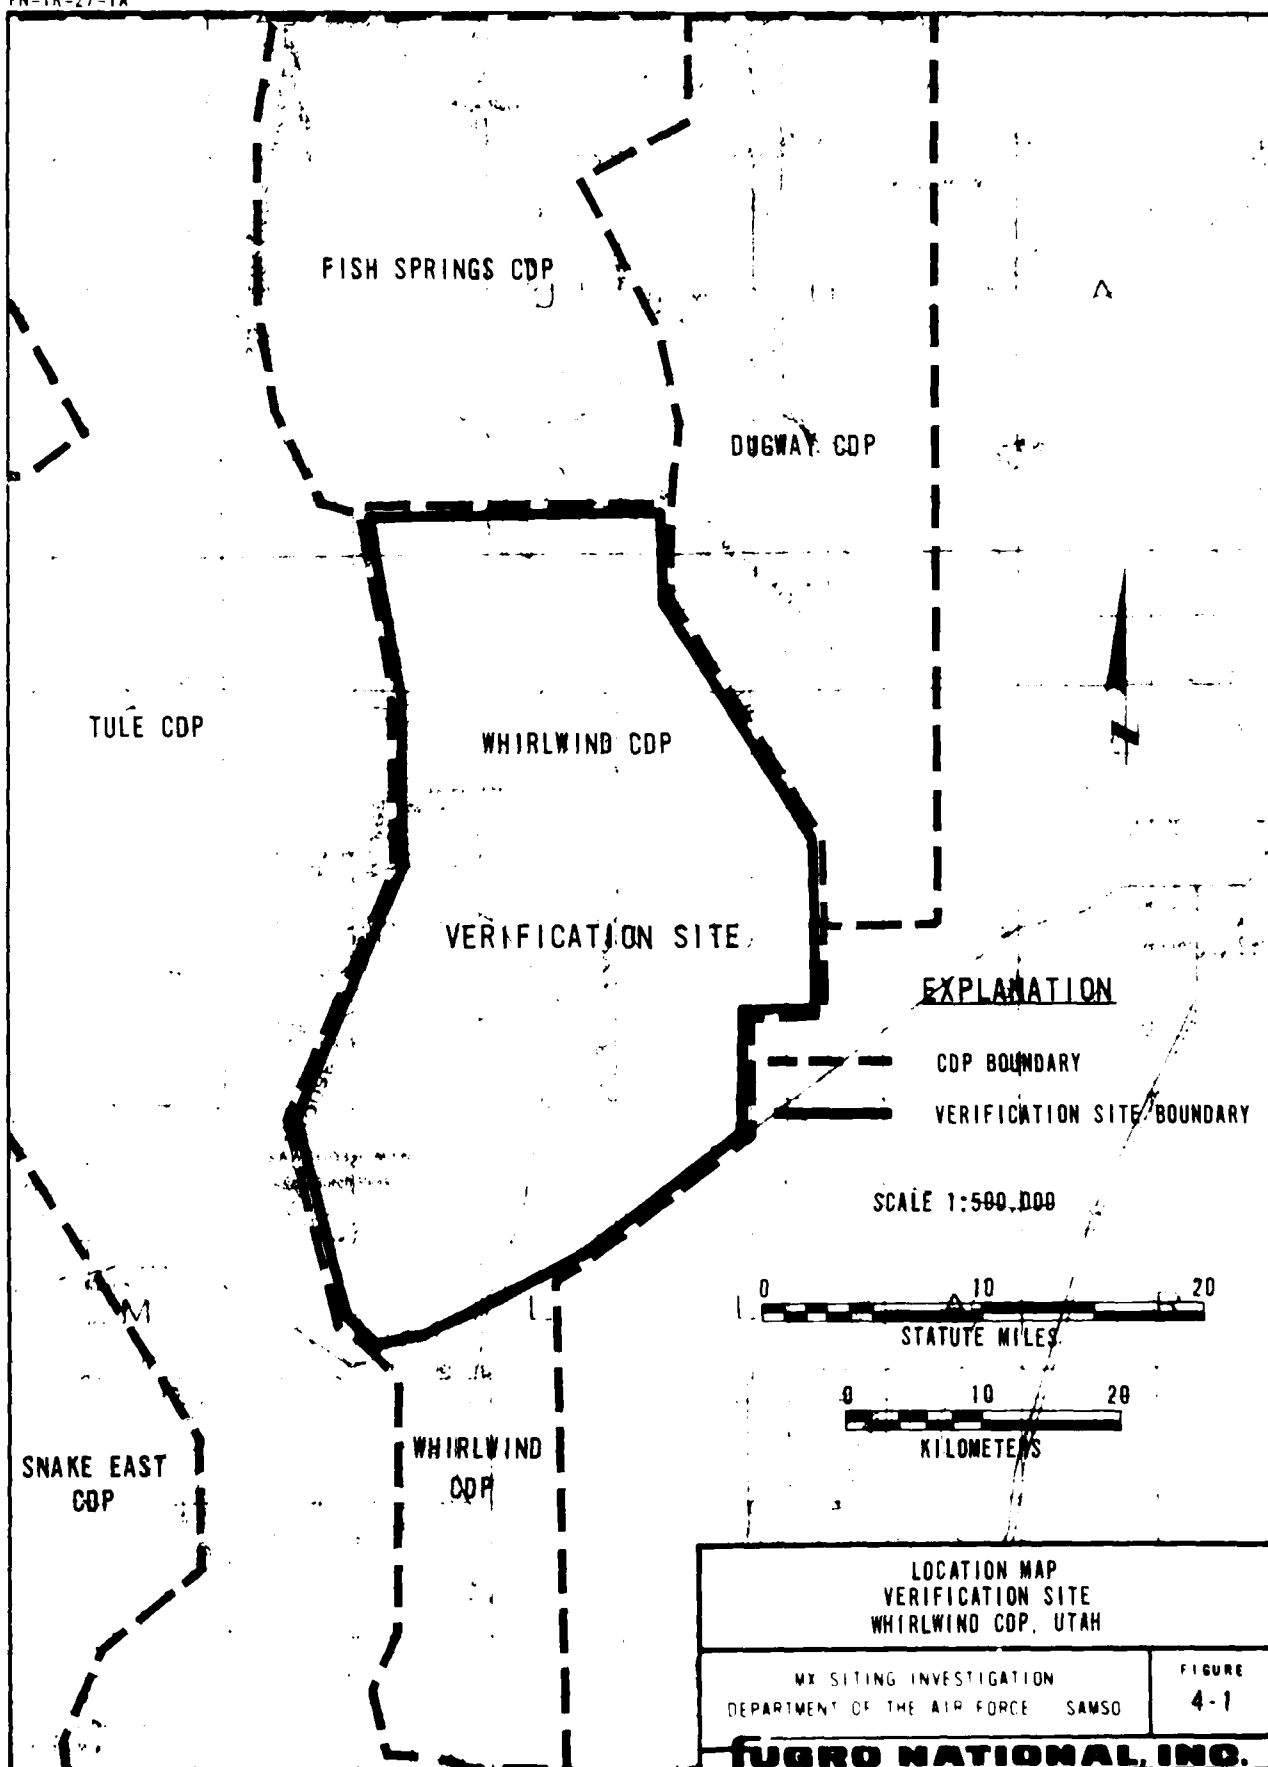 FISH SPRINGS CDP
DUGWAY CDP
TULE CDP
WHIRLWIND CDP
VERIFICATION SITE
EXPLANATION
CDP BOUNDARY
VERIFICATION SITE BOUNDARY
SCALE 1:500,000
0 10 20
STATUTE MILES
0 10 20
KILOMETERS
SNAKE EAST
CDP
WHIRLWIND
CDP
M
L
L
A
N
LOCATION MAP
VERIFICATION SITE
WHIRLWIND CDP, UTAH
MX SITING INVESTIGATION
DEPARTMENT OF THE AIR FORCE SAMSO
FIGURE
4-1
FUGRO NATIONAL, INC.